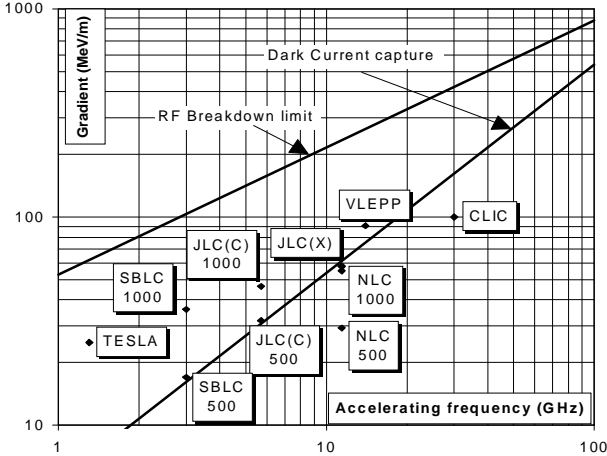 1000
Gradient (MeV/m)
Dark Current capture
RF Breakdown limit
VLEPP
100
CLIC
JLC(C)
1000
JLC(X)
SBLC
1000
NLC
1000
TESLA
JLC(C)
500
NLC
500
SBLC
500
Accelerating frequency (GHz)
10
1
10
100